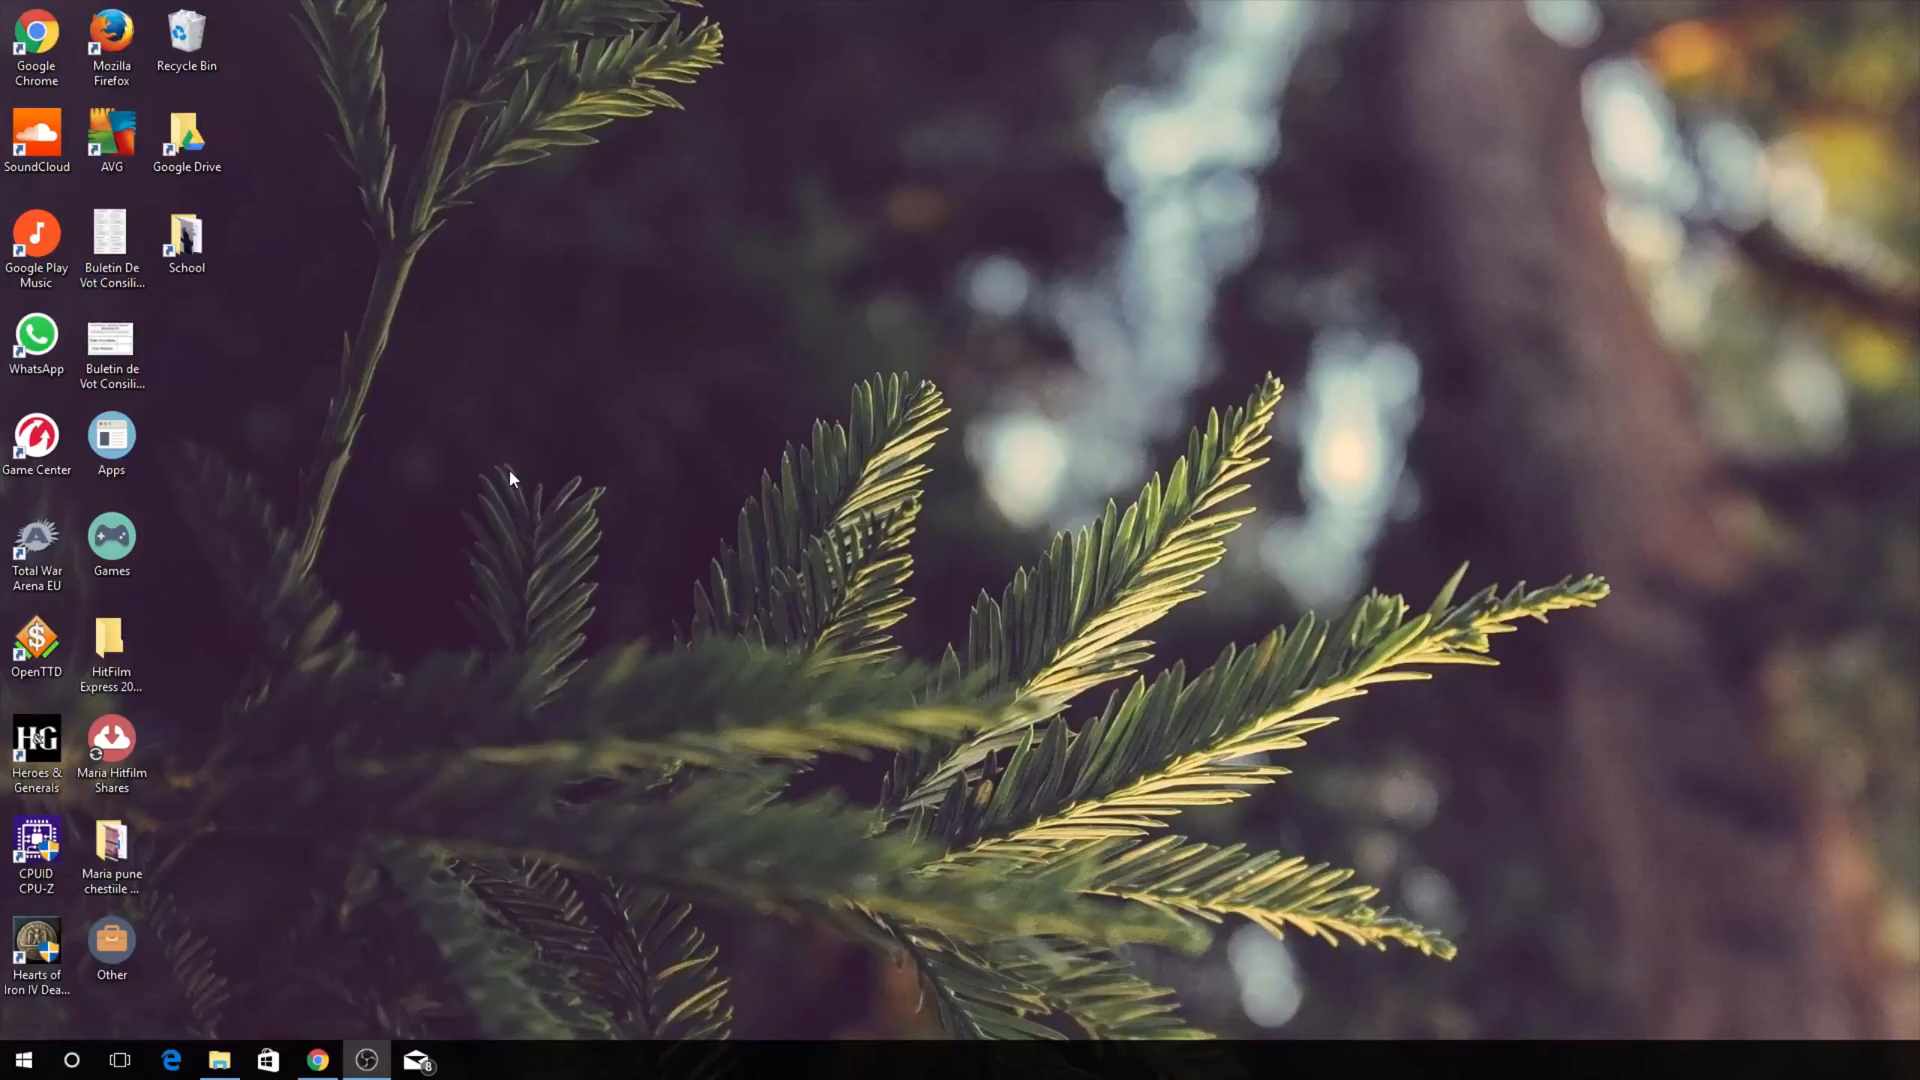 Google
Chrome
Mozilla
Firefox
Recycle Bin
SoundCloud
AVG
Google Drive
Google Play
Music
Buletin De
Vot Consili...
School
WhatsApp
Buletin de
Vot Consili...
Game Center
Apps
Total War
Arena EU
Games
OpenTTD
HitFilm
Express 20...
H&G
Heroes &
Generals
Maria Hitfilm
Shares
CPUID
CPU-Z
Maria pune
chestiile ...
Hearts of
Iron IV Dea...
Other
8